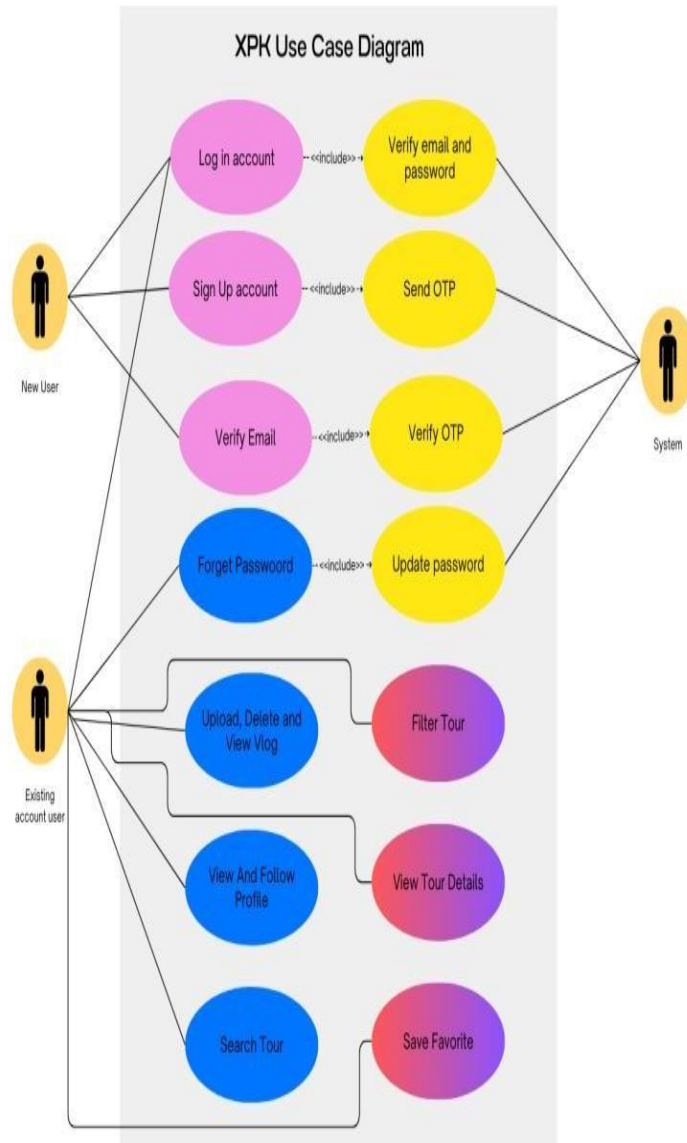 XPK Use Case Diagram
Log in account
<<include>>
Verify email and
password
Sign Up account
<<include>>
Send OTP
New User
Verify Email
<<include>>
Verify OTP
System
Forget Passwoord
<<include>>
Update password
Upload, Delete and
View Vlog
Filter Tour
Existing
account user
View And Follow
Profile
View Tour Details
Search Tour
Save Favorite